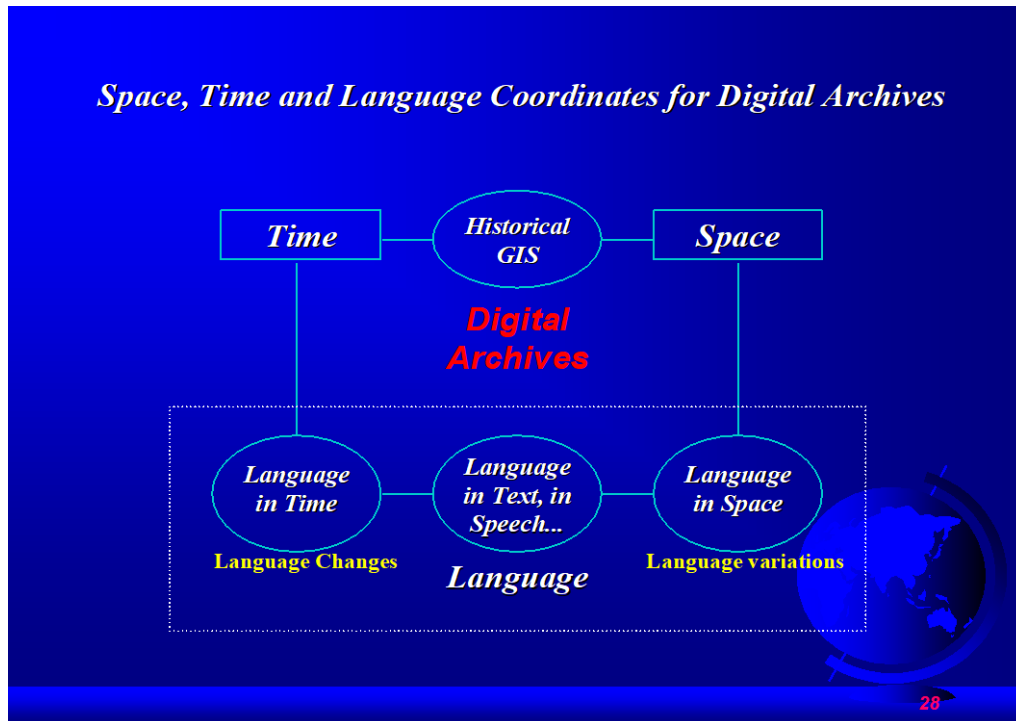 Space, Time and Language Coordinates for Digital Archives
Time
Historical
GIS
Space
Digital
Archives
Language
in Time
Language
in Text, in
Speech...
Language
in Space
Language Changes
Language
Language variations
28